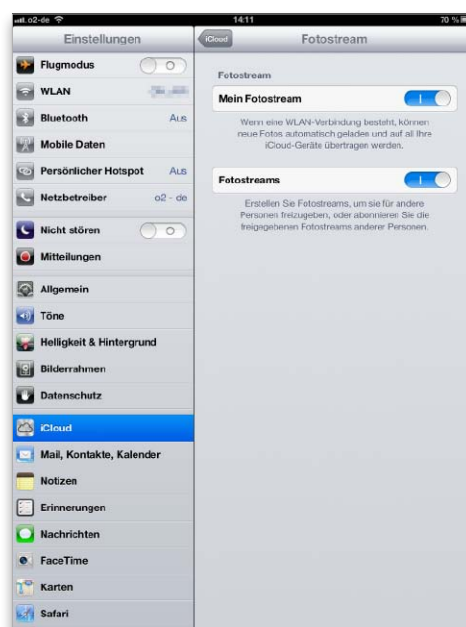 o2-de
14:11
70 %
Einstellungen
Flugmodus
WLAN
Bluetooth Aus
Mobile Daten
Persönlicher Hotspot Aus
Netzbetreiber o2 - de
Nicht stören
Mitteilungen
Allgemein
Töne
Helligkeit & Hintergrund
Bilderrahmen
Datenschutz
iCloud
Mail, Kontakte, Kalender
Notizen
Erinnerungen
Nachrichten
FaceTime
Karten
Safari
iCloud
Fotostream
Fotostream
Mein Fotostream
Wenn eine WLAN-Verbindung besteht, können
neue Fotos automatisch geladen und auf all Ihre
iCloud-Geräte übertragen werden.
Fotostreams
Erstellen Sie Fotostreams, um sie für andere
Personen freizugeben, oder abonnieren Sie die
freigegebenen Fotostreams anderer Personen.